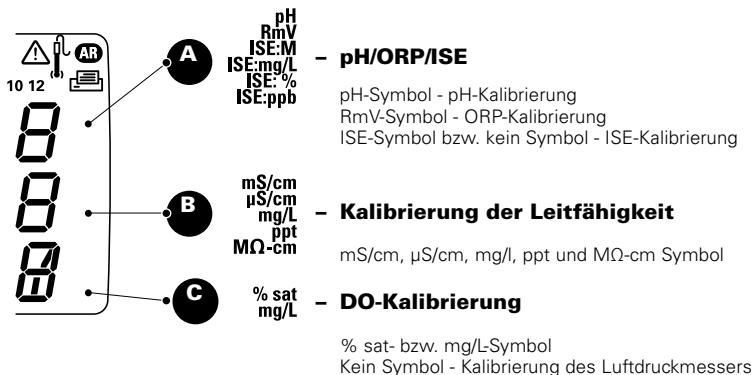 AR
10 12
8
8
8
A
pH
RmV
ISE:M
ISE:mg/L
ISE: %
ISE:ppb
– pH/ORP/ISE
pH-Symbol - pH-Kalibrierung
RmV-Symbol - ORP-Kalibrierung
ISE-Symbol bzw. kein Symbol - ISE-Kalibrierung
B
mS/cm
µS/cm
mg/L
ppt
MΩ-cm
– Kalibrierung der Leitfähigkeit
mS/cm, µS/cm, mg/l, ppt und MΩ-cm Symbol
C
% sat
mg/L
– DO-Kalibrierung
% sat- bzw. mg/L-Symbol
Kein Symbol - Kalibrierung des Luftdruckmessers